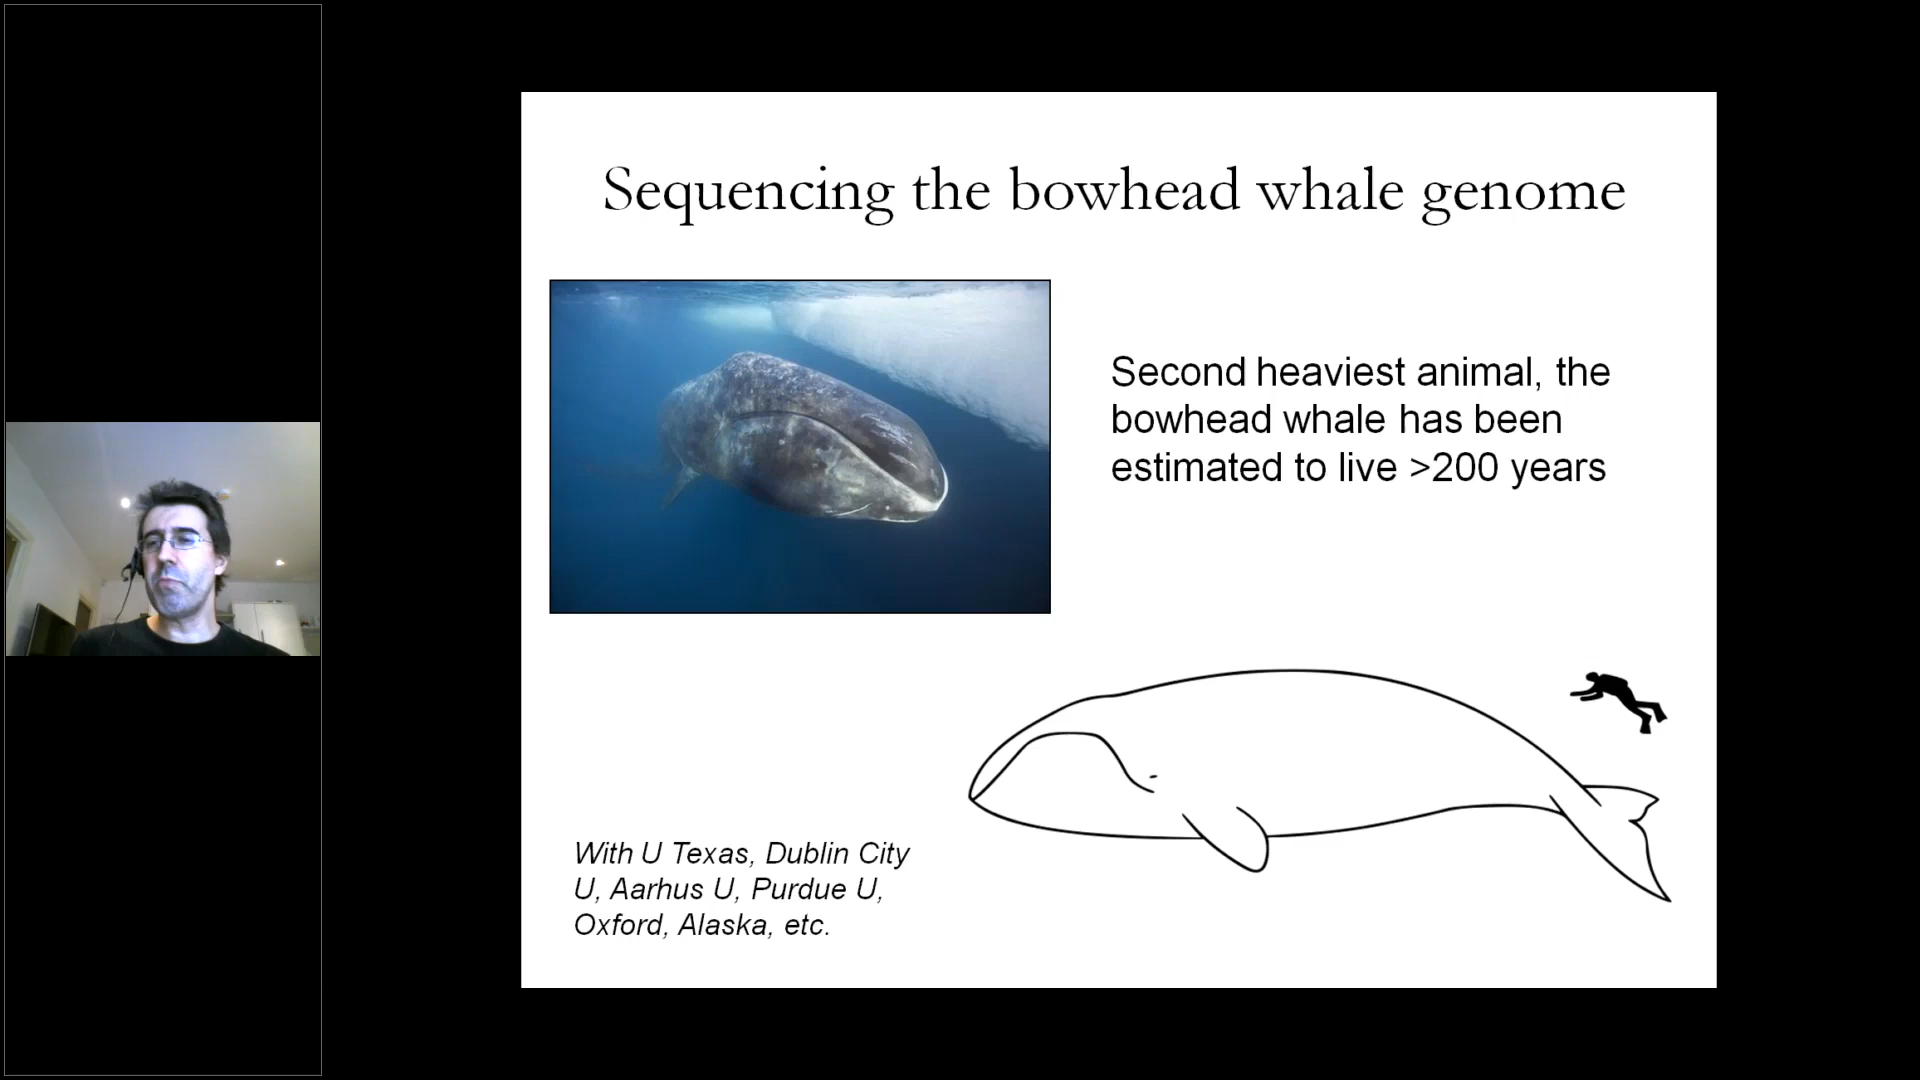 Sequencing the bowhead whale genome
Second heaviest animal, the
bowhead whale has been
estimated to live >200 years
With U Texas, Dublin City
U, Aarhus U, Purdue U,
Oxford, Alaska, etc.